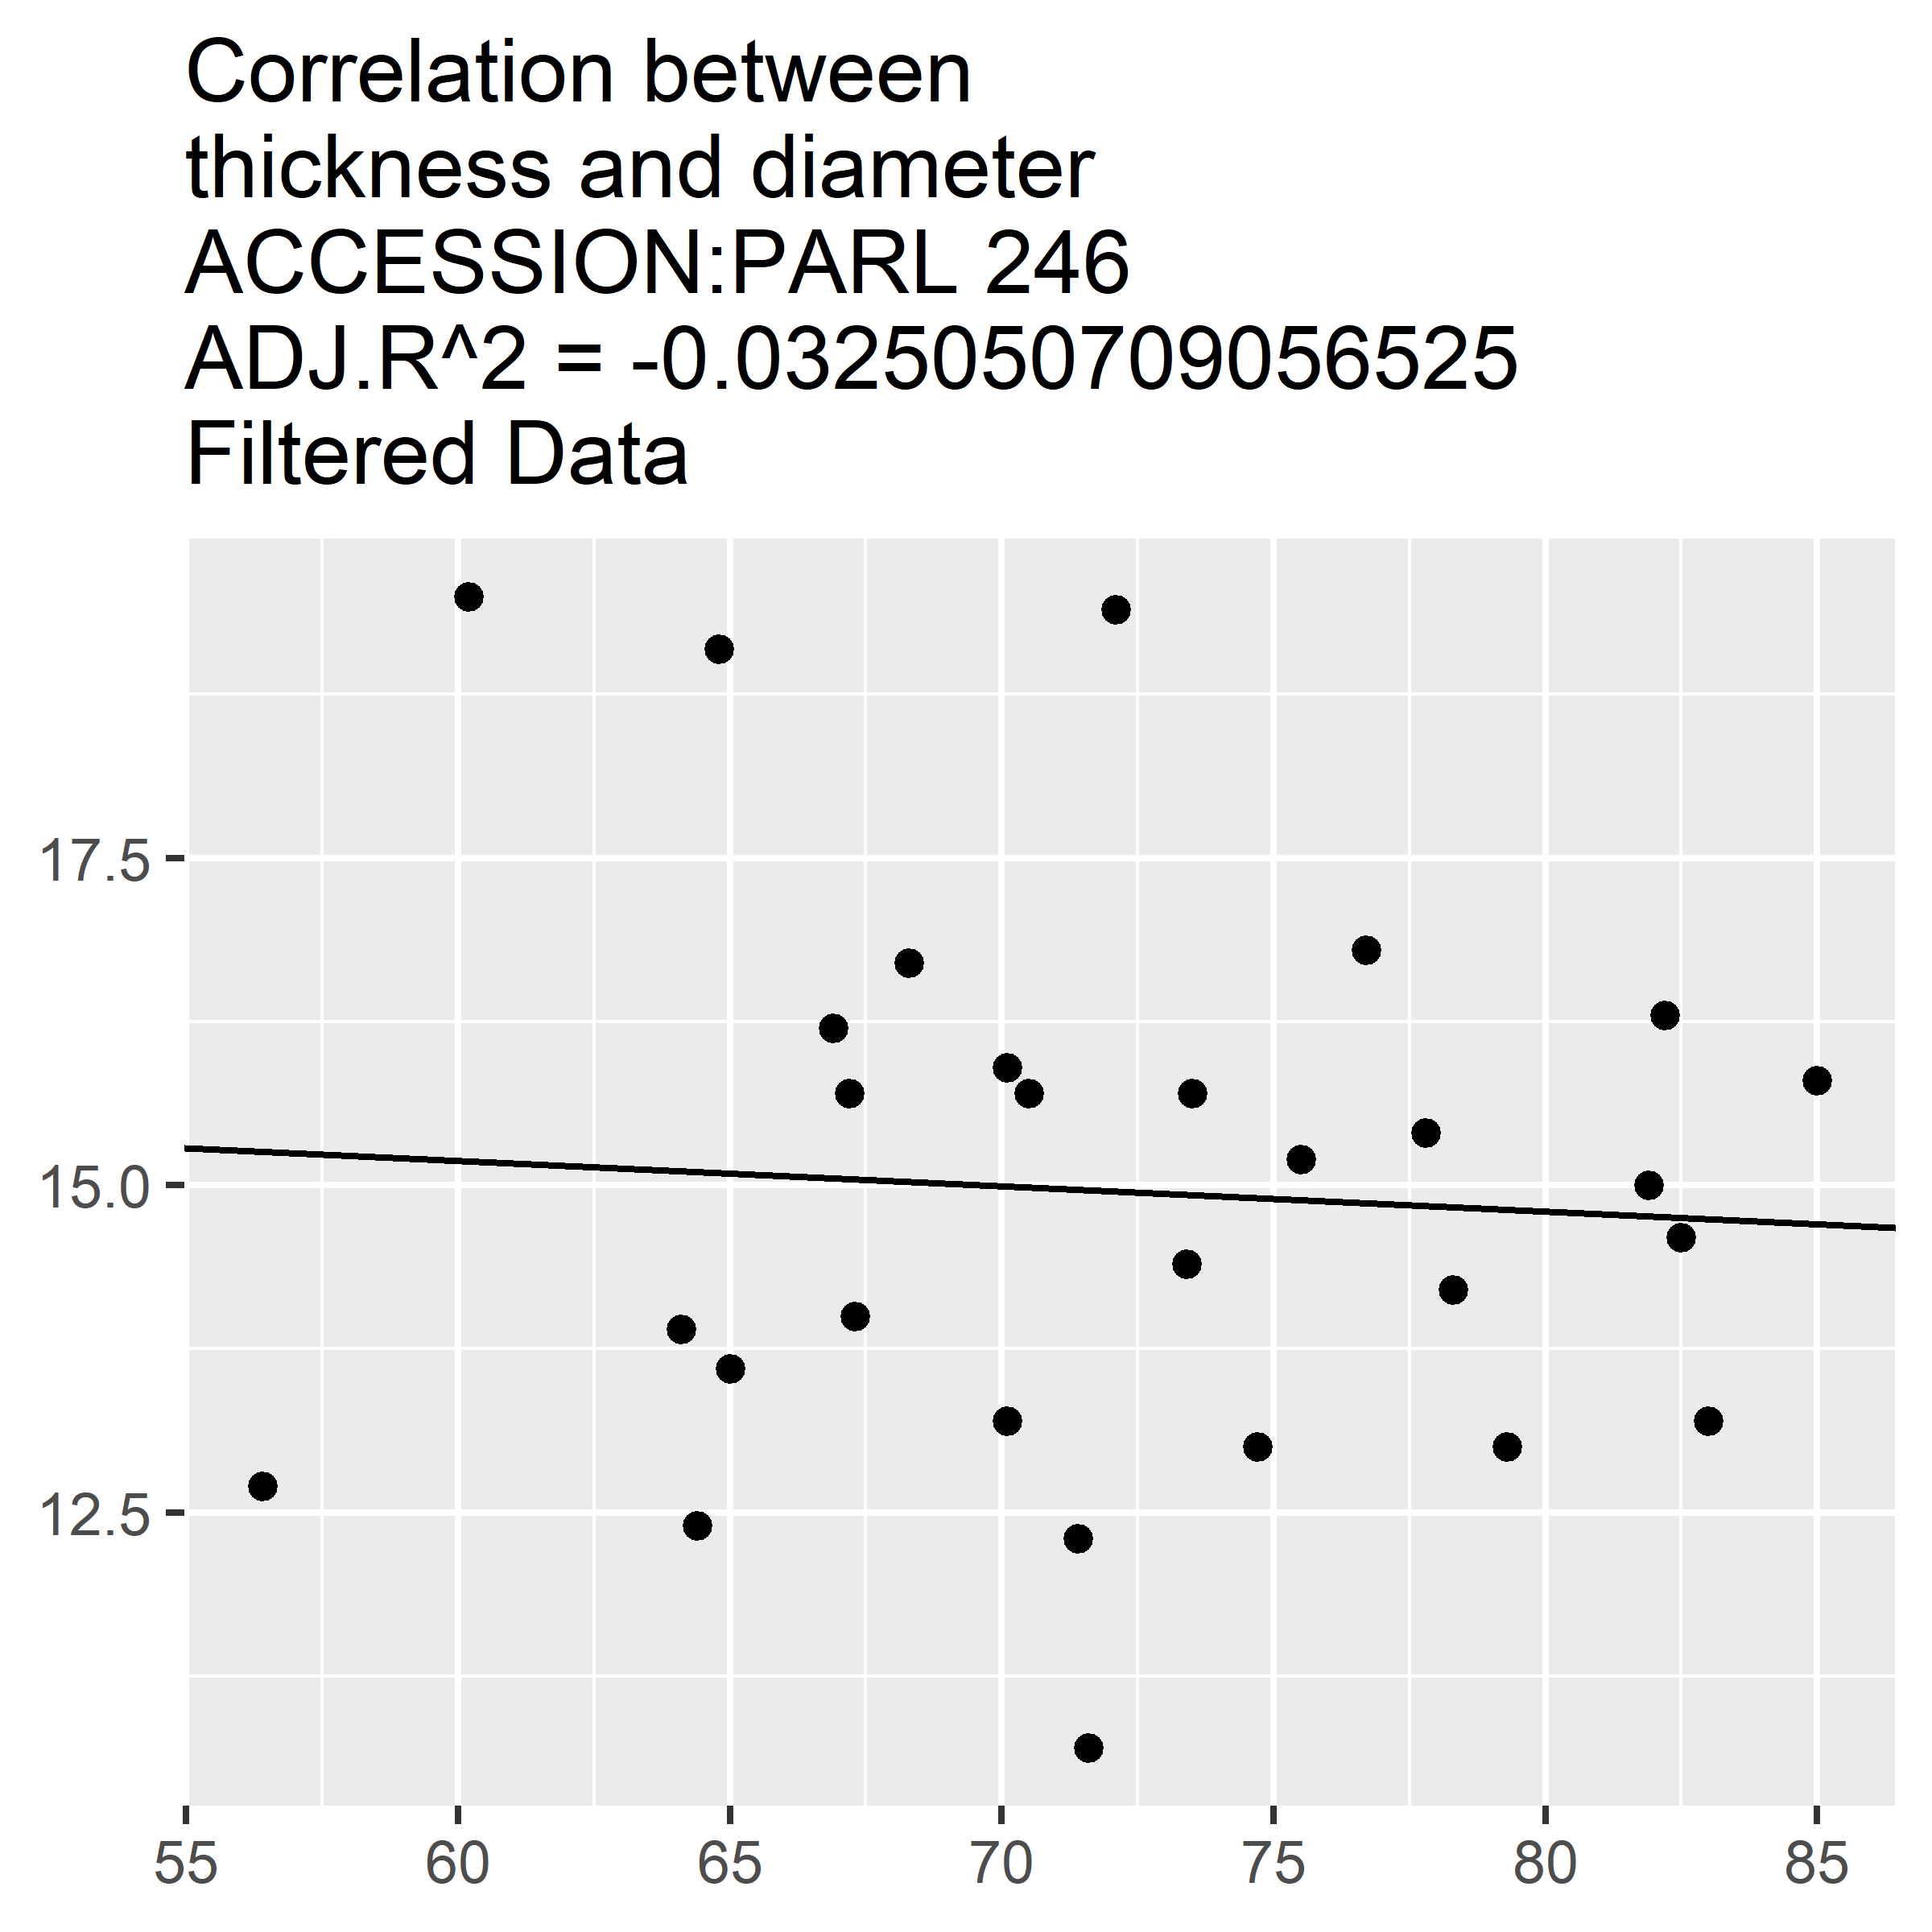 Correlation between
thickness and diameter
ACCESSION:PARL 246
ADJ.R^2 = -0.0325050709056525
Filtered Data
17.5
15.0
12.5
55 60 65 70 75 80 85